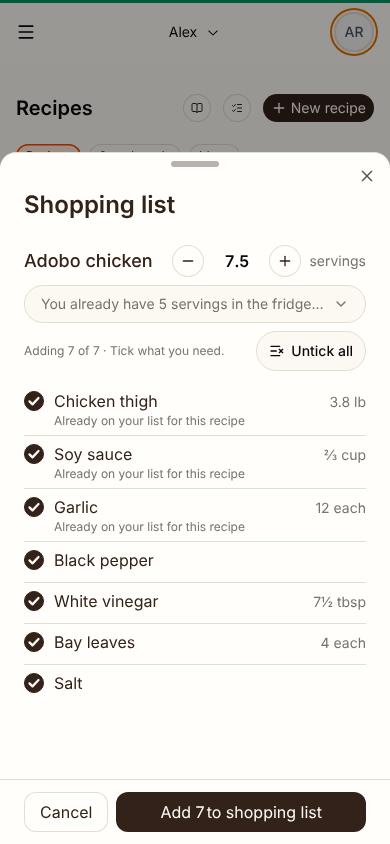 Alex
AR
Recipes
New recipe
Shopping list
Adobo chicken
7.5
servings
You already have 5 servings in the fridge...
Adding 7 of 7 · Tick what you need.
Untick all
Chicken thigh
3.8 lb
Already on your list for this recipe
Soy sauce
⅔ cup
Already on your list for this recipe
Garlic
12 each
Already on your list for this recipe
Black pepper
White vinegar
7½ tbsp
Bay leaves
4 each
Salt
Cancel
Add 7 to shopping list